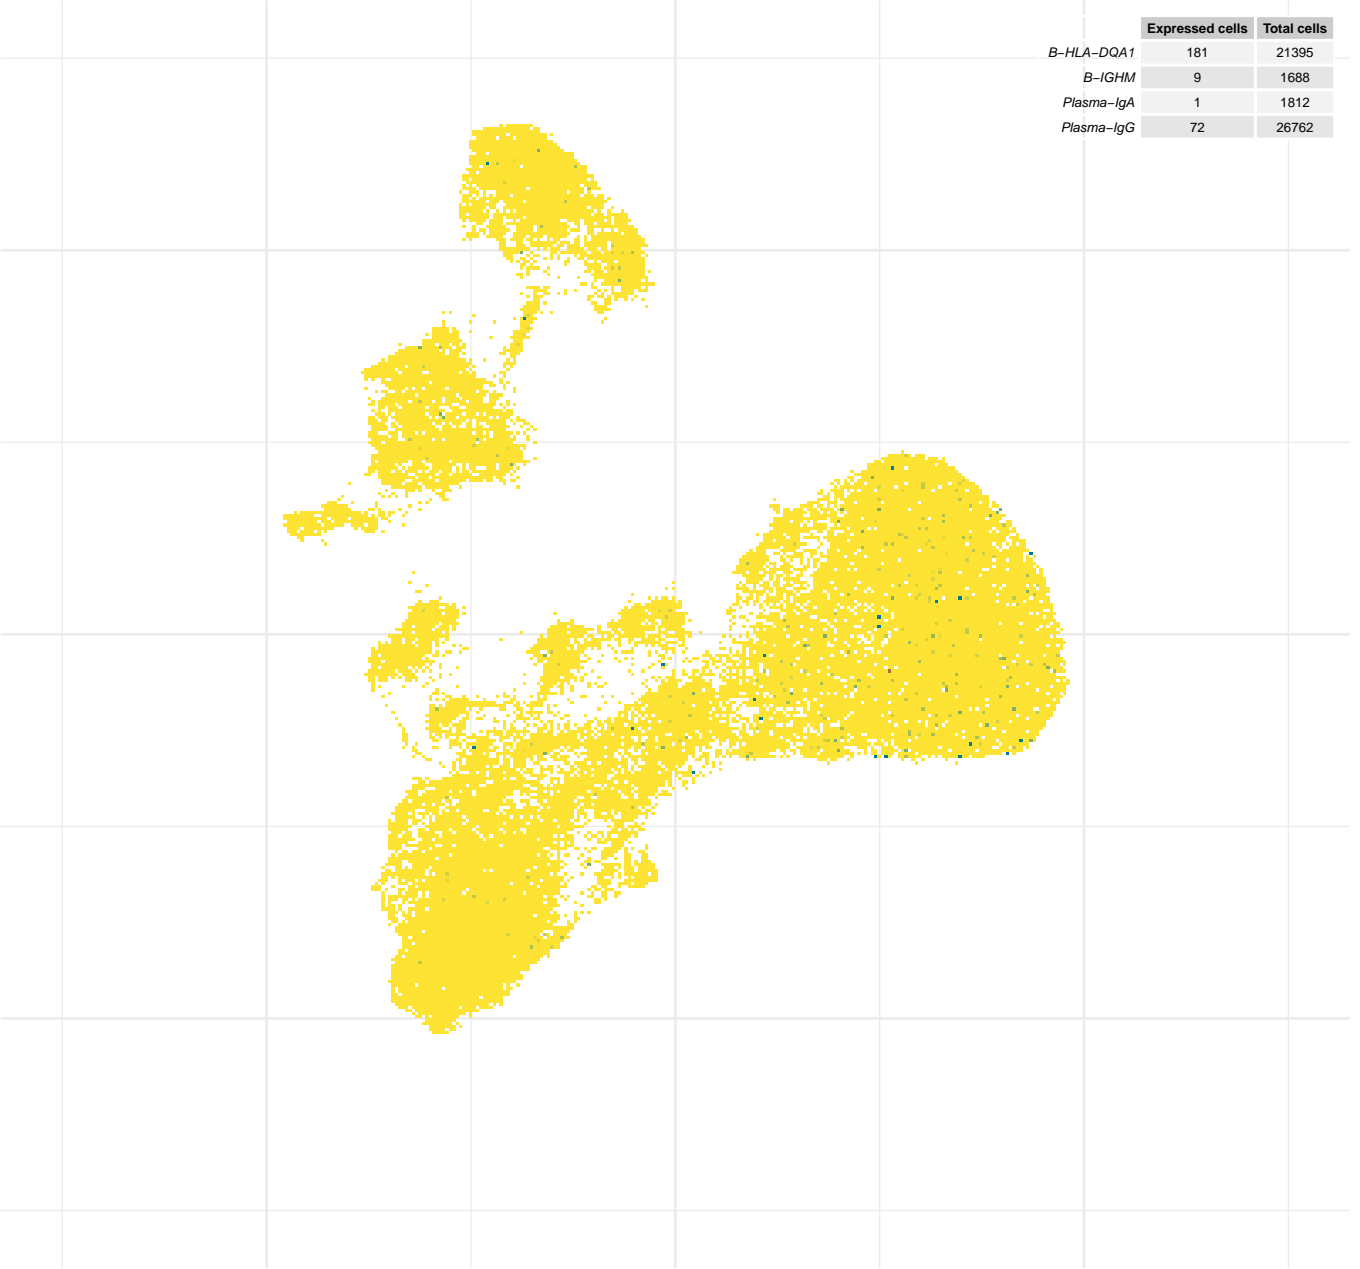 Expressed cells Total cells
B−HLA−DQA1 181 21395
B−IGHM 9 1688
Plasma−IgA 1 1812
Plasma−IgG 72 26762